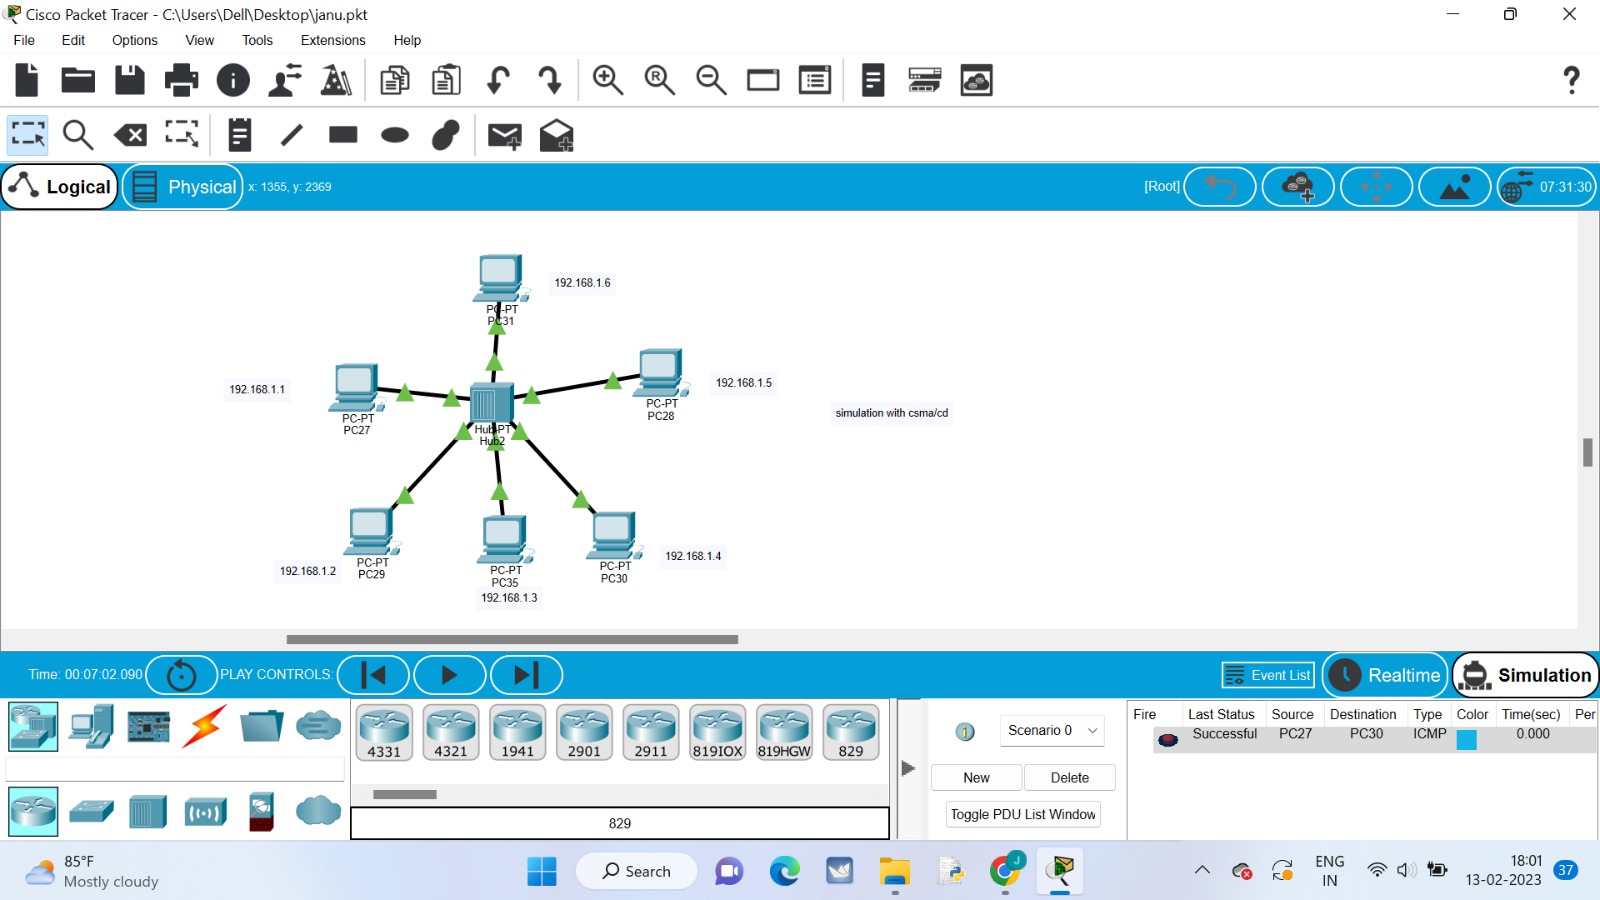 Cisco Packet Tracer - C:\Users\Dell\Desktop\janu.pkt
File Edit Options View Tools Extensions Help
Logical Physical x: 1355, y: 2369 [Root] 07:31:30
192.168.1.6
PC-PT
PC31
192.168.1.1
PC-PT
PC27
192.168.1.5
PC-PT
PC28
simulation with csma/cd
Hub-PT
Hub2
192.168.1.2
PC-PT
PC29
PC-PT
PC35
192.168.1.3
PC-PT
PC30
192.168.1.4
Time: 00:07:02.090 PLAY CONTROLS: Event List Realtime Simulation
4331 4321 1941 2901 2911 819IOX 819HGW 829
829
Scenario 0
New Delete
Toggle PDU List Window
Fire Last Status Source Destination Type Color Time(sec) Per
Successful PC27 PC30 ICMP 0.000
85°F
Mostly cloudy
Search
J
ENG
IN
18:01
13-02-2023
37